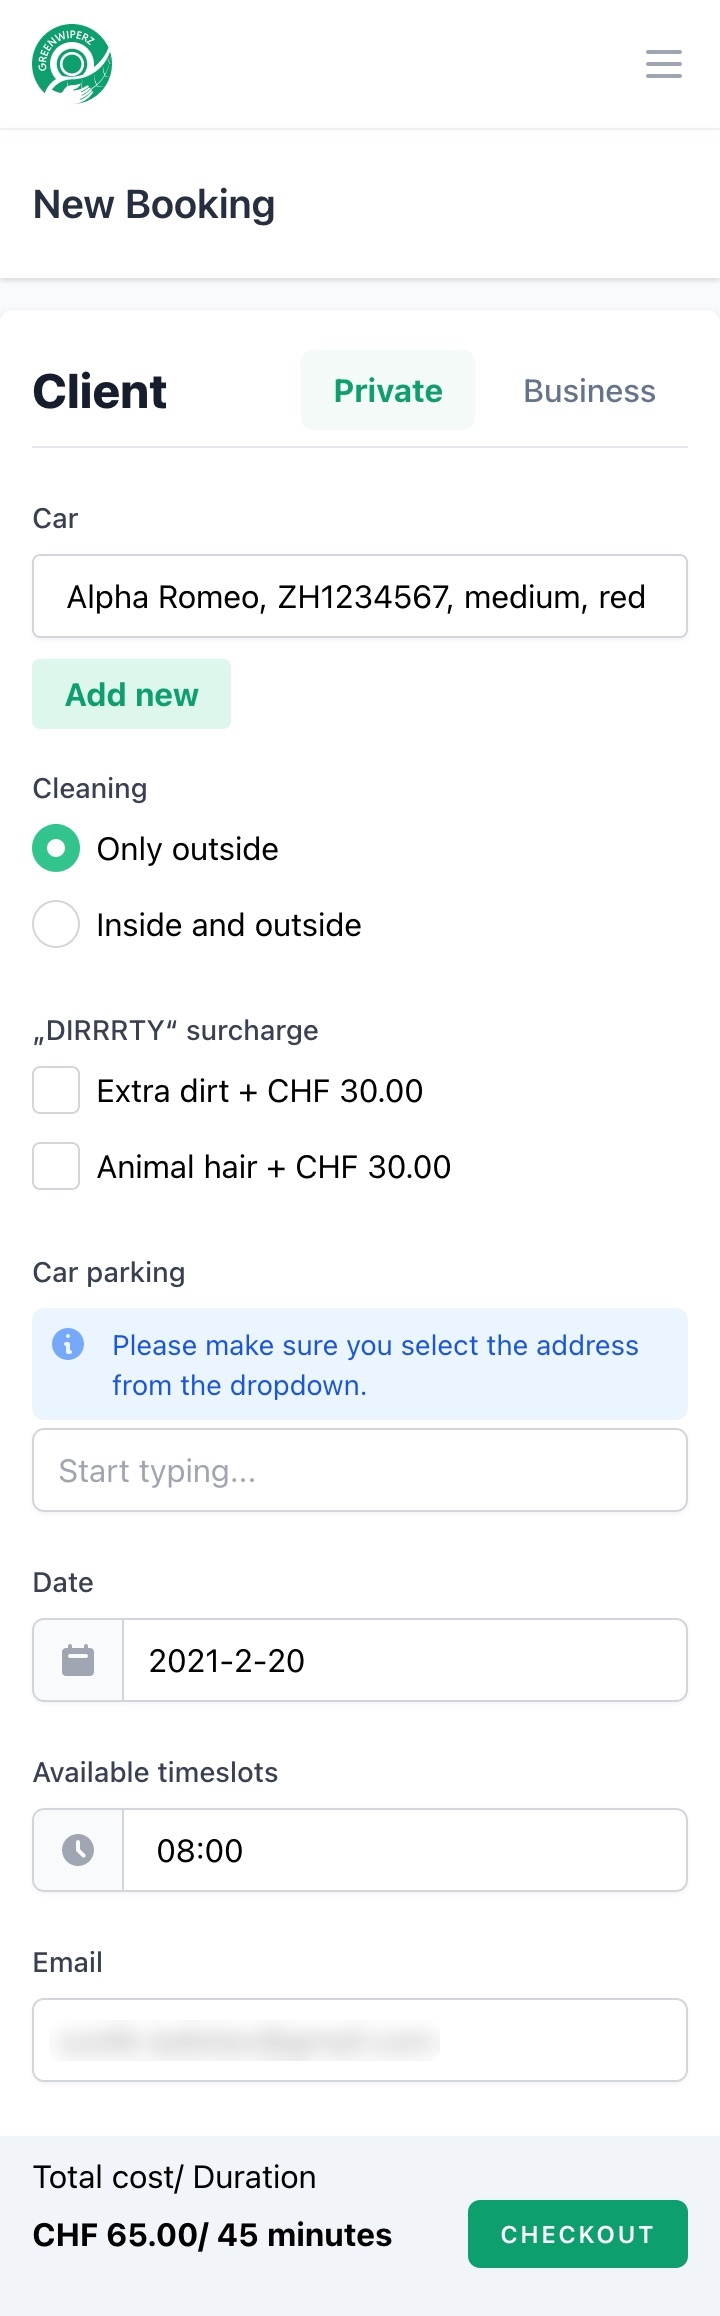 GREENWIPERZ
New Booking
Client
Private
Business
Car
Alpha Romeo, ZH1234567, medium, red
Add new
Cleaning
Only outside
Inside and outside
„DIRRRTY“ surcharge
Extra dirt + CHF 30.00
Animal hair + CHF 30.00
Car parking
Please make sure you select the address
from the dropdown.
Start typing...
Date
2021-2-20
Available timeslots
08:00
Email
Total cost/ Duration
CHF 65.00/ 45 minutes
CHECKOUT